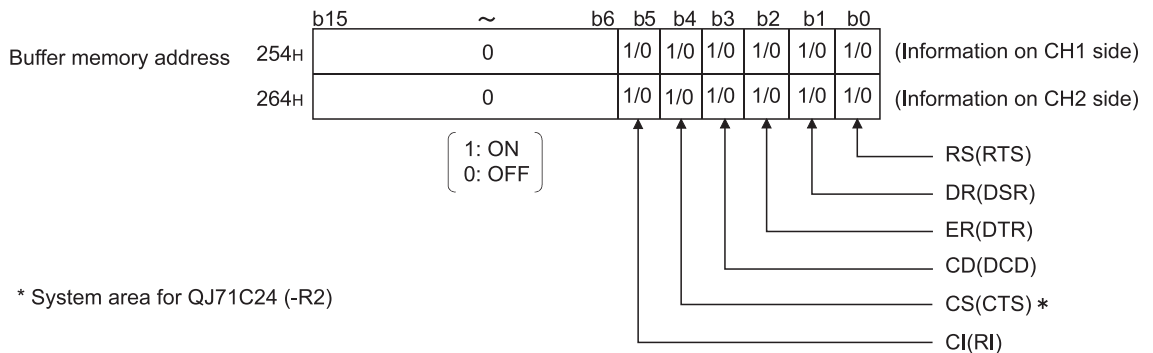 b15 ~ b6 b5 b4 b3 b2 b1 b0
Buffer memory address 254H 0 1/0 1/0 1/0 1/0 1/0 1/0 (Information on CH1 side)
264H 0 1/0 1/0 1/0 1/0 1/0 1/0 (Information on CH2 side)
1: ON
0: OFF
RS(RTS)
DR(DSR)
ER(DTR)
CD(DCD)
* System area for QJ71C24 (-R2)
CS(CTS) *
CI(RI)